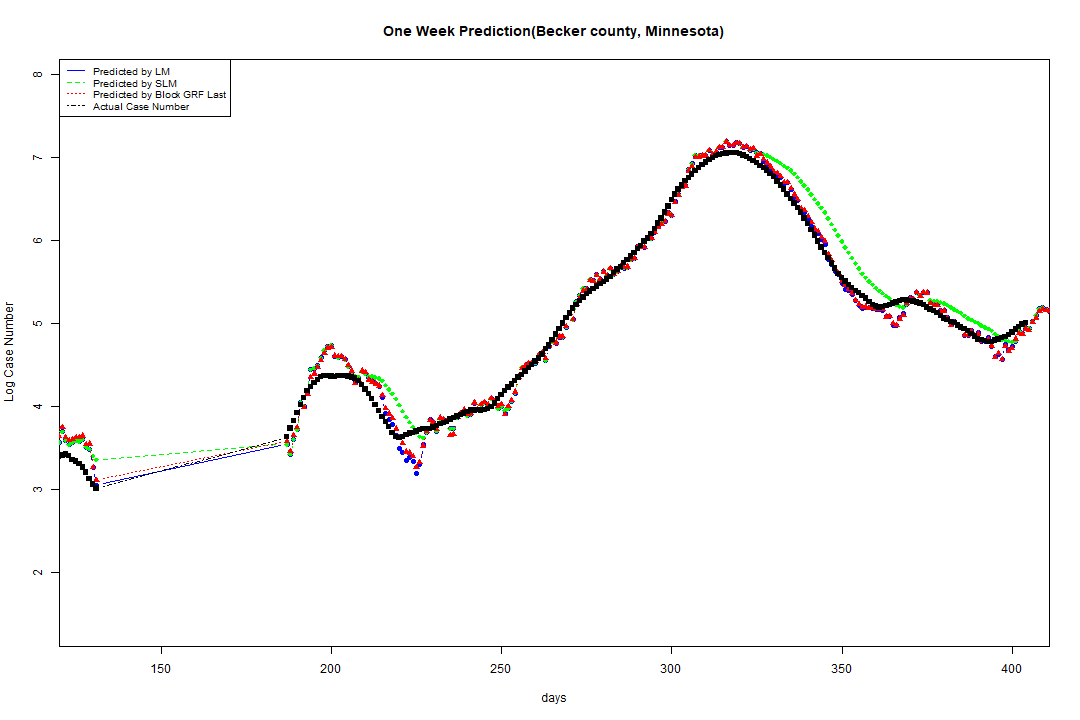 One Week Prediction(Becker county, Minnesota)
Predicted by LM
Predicted by SLM
Predicted by Block GRF Last
Actual Case Number
8
7
6
5
4
3
2
Log Case Number
150 200 250 300 350 400
days